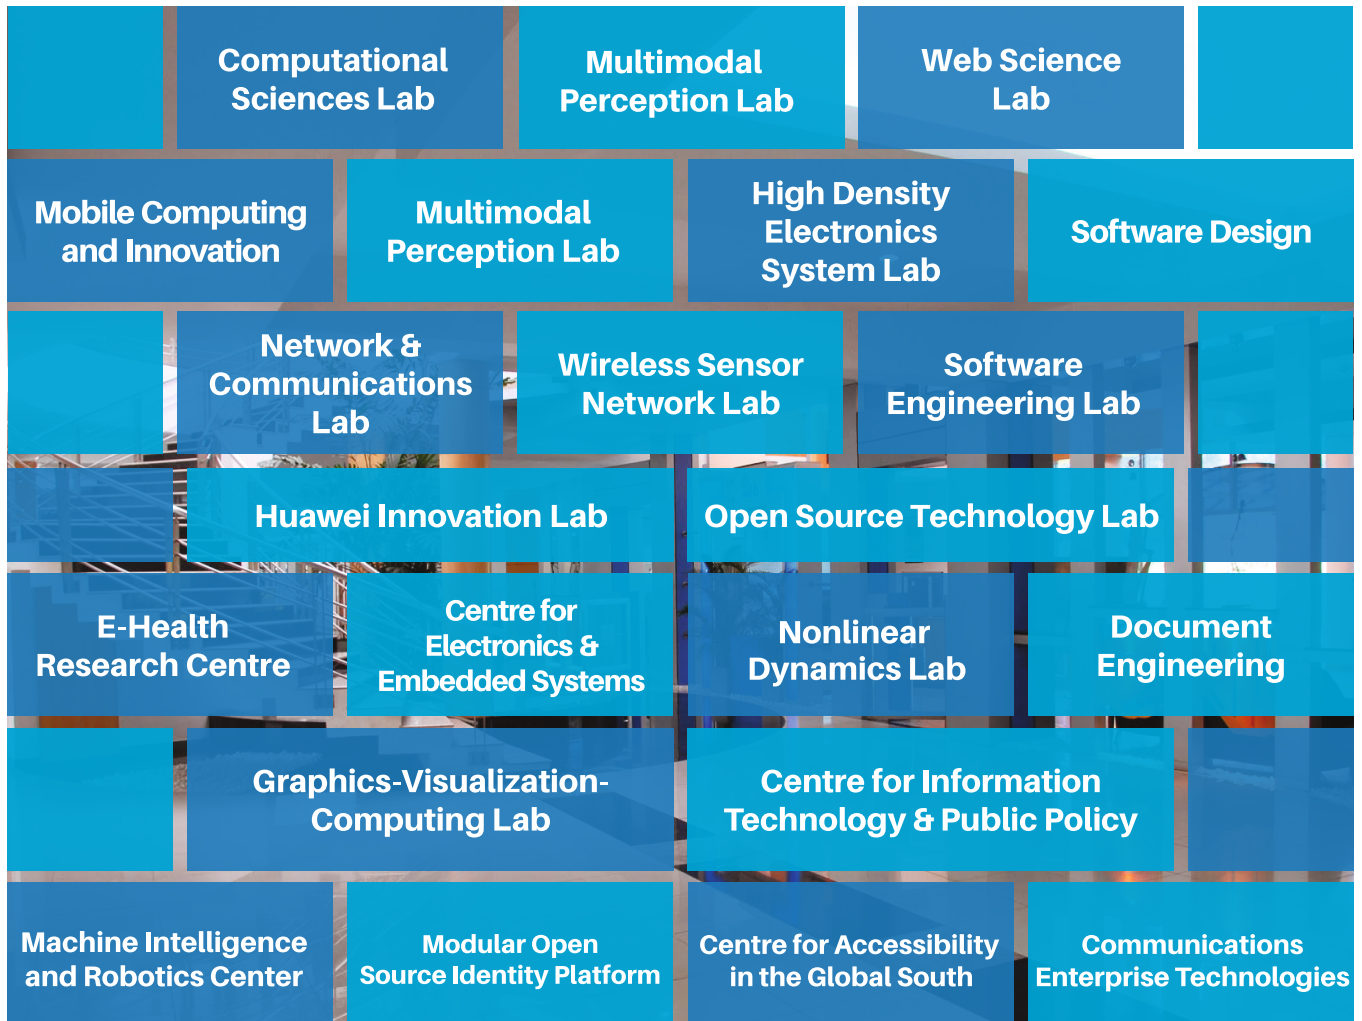 Computational
Sciences Lab
Multimodal
Perception Lab
Web Science
Lab
Mobile Computing
and Innovation
Multimodal
Perception Lab
High Density
Electronics
System Lab
Software Design
Network &
Communications
Lab
Wireless Sensor
Network Lab
Software
Engineering Lab
Huawei Innovation Lab
Open Source Technology Lab
E-Health
Research Centre
Centre for
Electronics &
Embedded Systems
Nonlinear
Dynamics Lab
Document
Engineering
Graphics-Visualization-
Computing Lab
Centre for Information
Technology & Public Policy
Machine Intelligence
and Robotics Center
Modular Open
Source Identity Platform
Centre for Accessibility
in the Global South
Communications
Enterprise Technologies